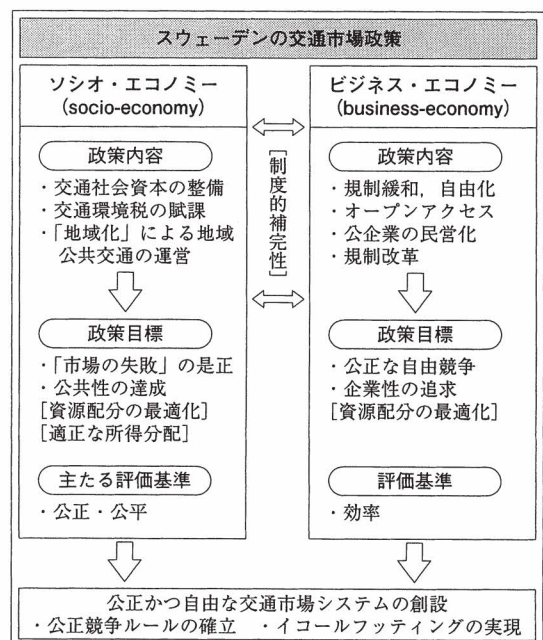 スウェーデンの交通市場政策
ソシオ・エコノミー
(socio-economy)
政策内容
・交通社会資本の整備
・交通環境税の賦課
・「地域化」による地域
公共交通の運営
政策目標
・「市場の失敗」の是正
・公共性の達成
[資源配分の最適化]
[適正な所得分配]
主たる評価基準
・公正・公平
[制度的補完性]
ビジネス・エコノミー
(business-economy)
政策内容
・規制緩和，自由化
・オープンアクセス
・公企業の民営化
・規制改革
政策目標
・公正な自由競争
・企業性の追求
[資源配分の最適化]
評価基準
・効率
公正かつ自由な交通市場システムの創設
・公正競争ルールの確立　・イコールフッティングの実現